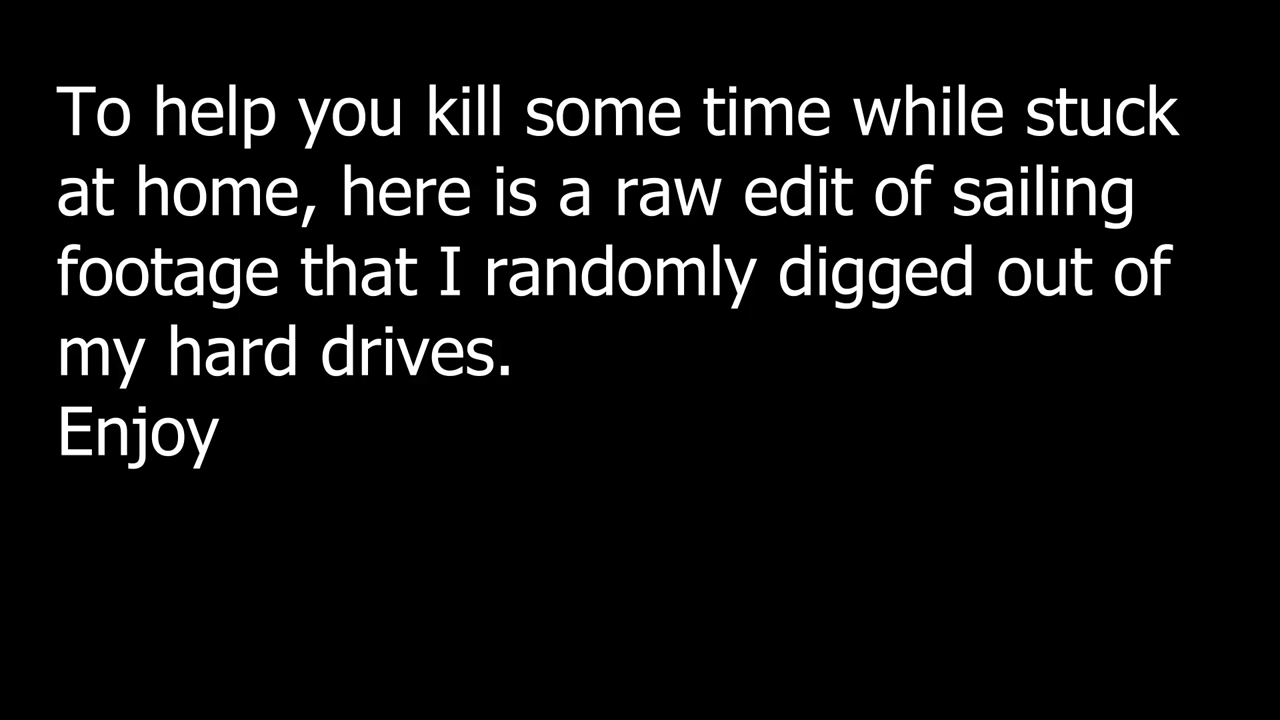 To help you kill some time while stuck
at home, here is a raw edit of sailing
footage that I randomly digged out of
my hard drives.
Enjoy